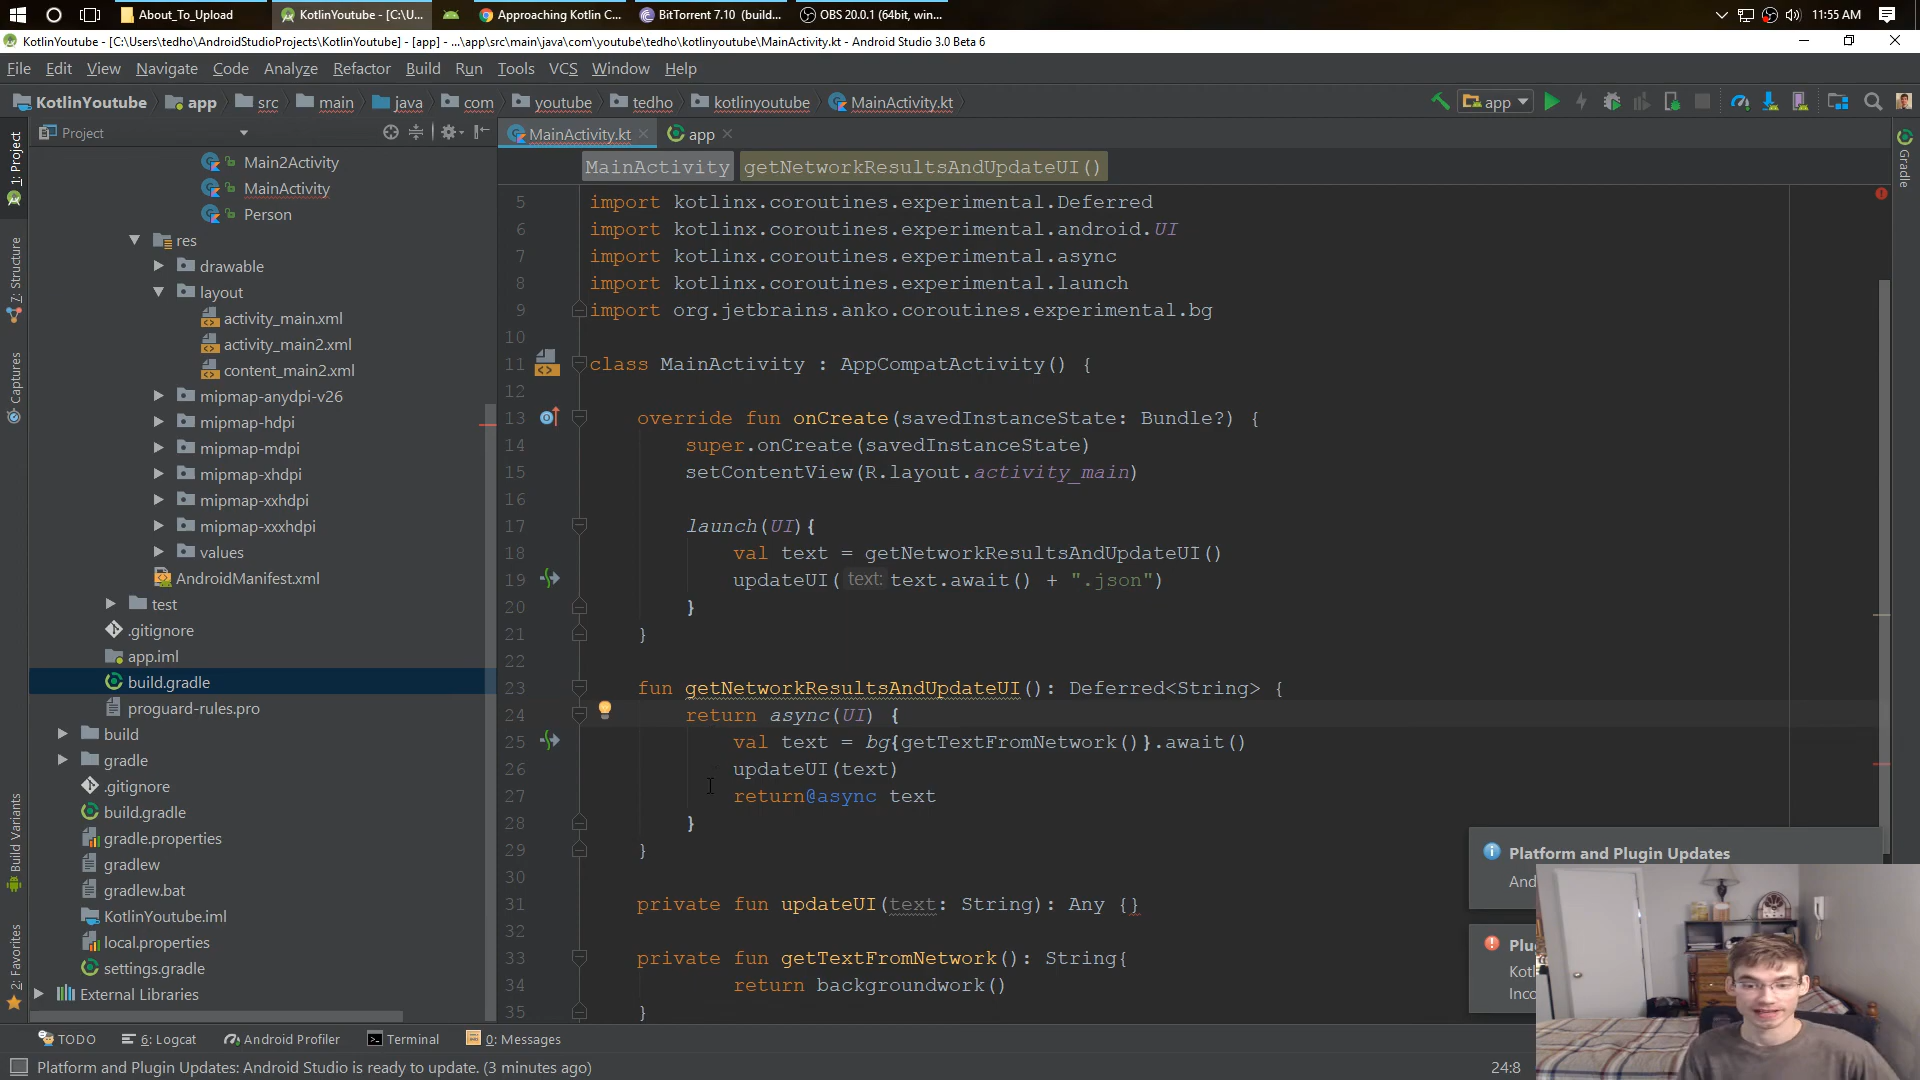 About_To_Upload
KotlinYoutube - [C:\U...
Approaching Kotlin C...
BitTorrent 7.10 (build...
OBS 20.0.1 (64bit, win...
11:55 AM
KotlinYoutube - [C:\Users\tedho\AndroidStudioProjects\KotlinYoutube] - [app] - ...\app\src\main\java\com\youtube\tedho\kotlinyoutube\MainActivity.kt - Android Studio 3.0 Beta 6
File Edit View Navigate Code Analyze Refactor Build Run Tools VCS Window Help
KotlinYoutube app src main java com youtube tedho kotlinyoutube MainActivity.kt
app
Project
MainActivity.kt app
MainActivity getNetworkResultsAndUpdateUI()
1: Project
7: Structure
Captures
Build Variants
2: Favorites
Gradle
Main2Activity
MainActivity
Person
res
drawable
layout
activity_main.xml
activity_main2.xml
content_main2.xml
mipmap-anydpi-v26
mipmap-hdpi
mipmap-mdpi
mipmap-xhdpi
mipmap-xxhdpi
mipmap-xxxhdpi
values
AndroidManifest.xml
test
.gitignore
app.iml
build.gradle
proguard-rules.pro
build
gradle
.gitignore
build.gradle
gradle.properties
gradlew
gradlew.bat
KotlinYoutube.iml
local.properties
settings.gradle
External Libraries
5 import kotlinx.coroutines.experimental.Deferred
6 import kotlinx.coroutines.experimental.android.UI
7 import kotlinx.coroutines.experimental.async
8 import kotlinx.coroutines.experimental.launch
9 import org.jetbrains.anko.coroutines.experimental.bg
10
11 class MainActivity : AppCompatActivity() {
12
13 override fun onCreate(savedInstanceState: Bundle?) {
14 super.onCreate(savedInstanceState)
15 setContentView(R.layout.activity_main)
16
17 launch(UI){
18 val text = getNetworkResultsAndUpdateUI()
19 updateUI( text: text.await() + ".json")
20 }
21 }
22
23 fun getNetworkResultsAndUpdateUI(): Deferred<String> {
24 return async(UI) {
25 val text = bg{getTextFromNetwork()}.await()
26 updateUI(text)
27 return@async text
28 }
29 }
30
31 private fun updateUI(text: String): Any {}
32
33 private fun getTextFromNetwork(): String{
34 return backgroundwork()
35 }
Platform and Plugin Updates
And
Plu
Kotl
Inco
TODO 6: Logcat Android Profiler Terminal 0: Messages
Platform and Plugin Updates: Android Studio is ready to update. (3 minutes ago)
24:8